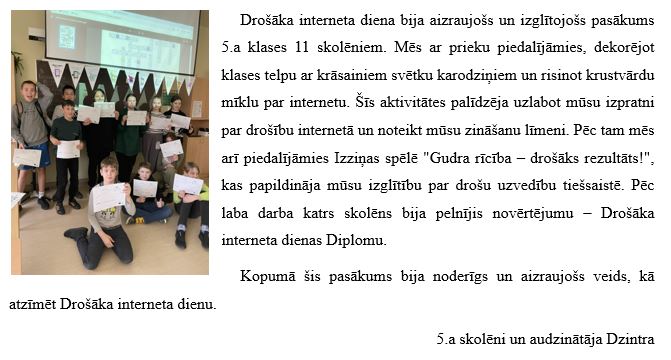 Drošāka interneta diena bija aizraujošs un izglītojošs pasākums
5.a klases 11 skolēniem. Mēs ar prieku piedalījāmies, dekorējot
klases telpu ar krāsainiem svētku karodziņiem un risinot krustvārdu
mīklu par internetu. Šīs aktivitātes palīdzēja uzlabot mūsu izpratni
par drošību internetā un noteikt mūsu zināšanu līmeni. Pēc tam mēs
arī piedalījāmies Izziņas spēlē "Gudra rīcība – drošāks rezultāts!",
kas papildināja mūsu izglītību par drošu uzvedību tiešsaistē. Pēc
laba darba katrs skolēns bija pelnījis novērtējumu – Drošāka
interneta dienas Diplomu.
Kopumā šis pasākums bija noderīgs un aizraujošs veids, kā
atzīmēt Drošāka interneta dienu.
5.a skolēni un audzinātāja Dzintra